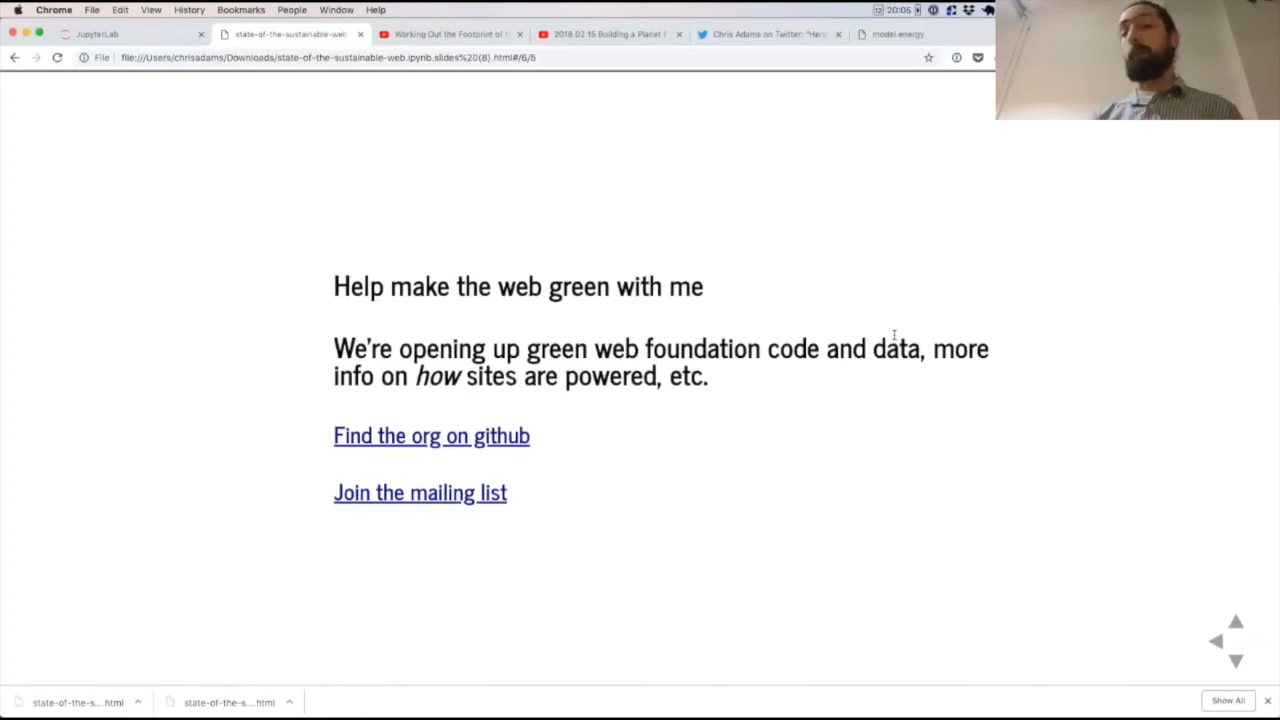 Chrome File Edit View History Bookmarks People Window Help
12 20:05
JupyterLab
state-of-the-sustainable-web
Working Out the Footprint of
2018 02 15 Building a Planet F
Chris Adams on Twitter: "Here
model.energy
File file:///Users/chrisadams/Downloads/state-of-the-sustainable-web.ipynb.slides%20(8).html#/6/5
Help make the web green with me
We're opening up green web foundation code and data, more
info on how sites are powered, etc.
Find the org on github
Join the mailing list
state-of-the-s....html
state-of-the-s....html
Show All